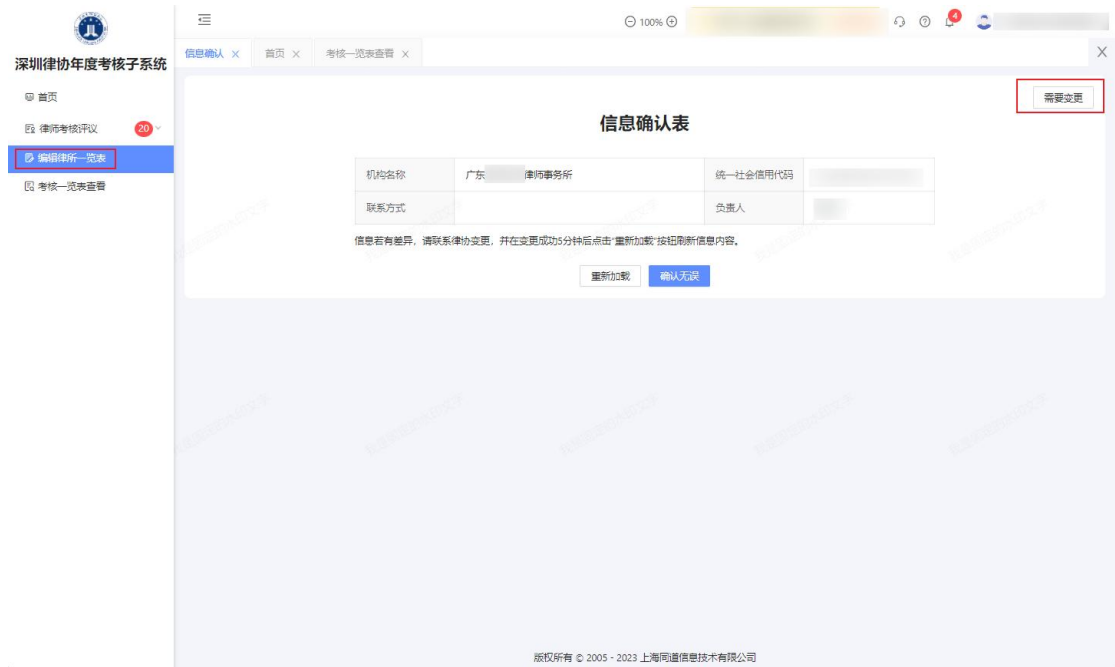 深圳律协年度考核子系统
首页
律师考核评议 20
编辑律所一览表
考核一览表查看
100%
4
信息确认 × 首页 × 考核一览表查看 ×
需要变更
信息确认表
机构名称 广东 律师事务所 统一社会信用代码
联系方式 负责人
信息若有差异，请联系律协变更，并在变更成功5分钟后点击“重新加载”按钮刷新信息内容。
重新加载 确认无误
版权所有 © 2005 - 2023 上海同道信息技术有限公司